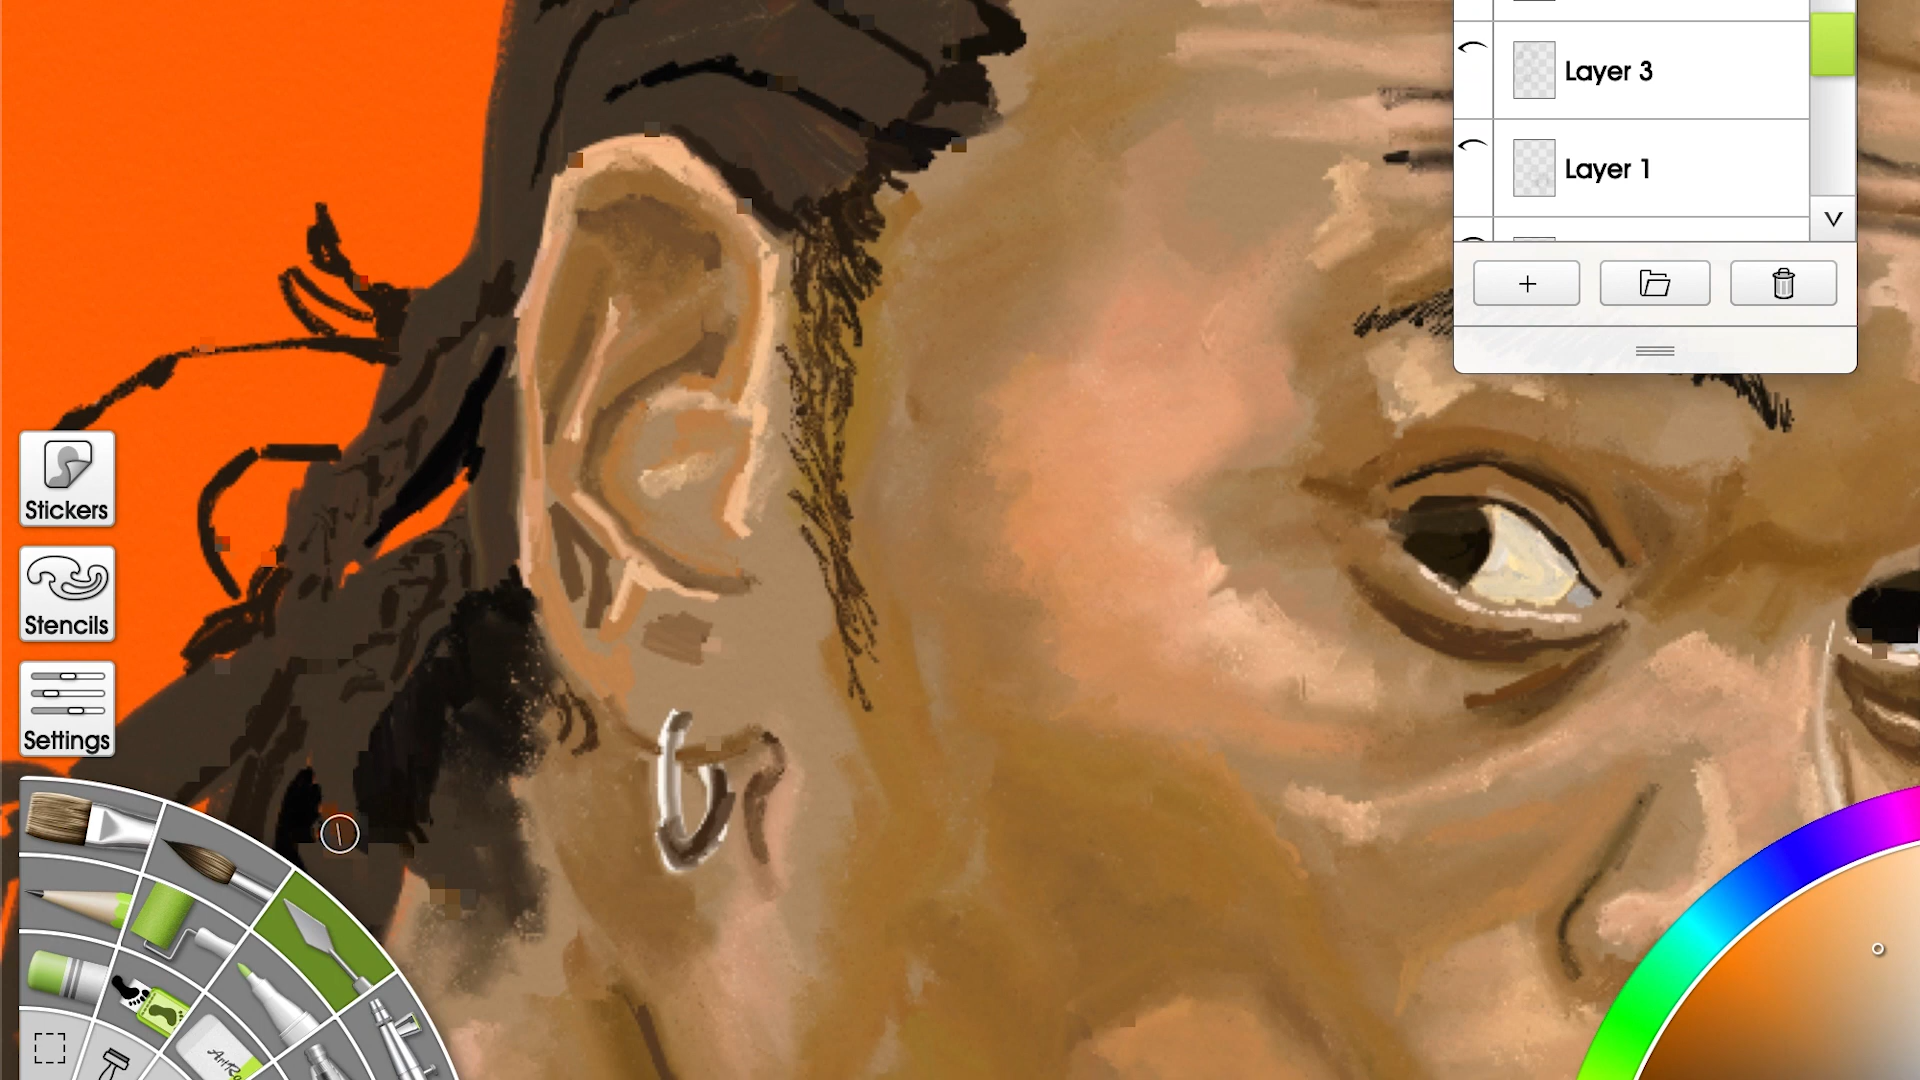 Layer 3
Layer 1
Stickers
Stencils
Settings